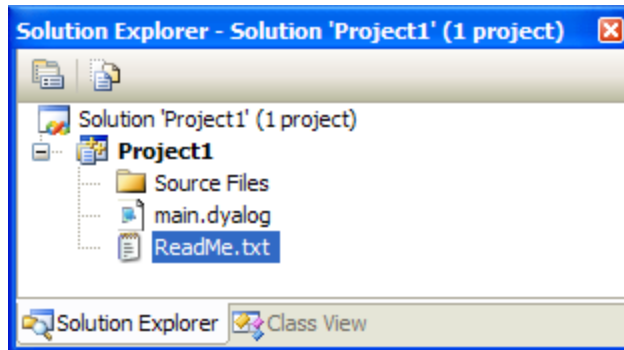 Solution Explorer - Solution 'Project1' (1 project)
Solution 'Project1' (1 project)
Project1
Source Files
main.dyalog
ReadMe.txt
Solution Explorer Class View